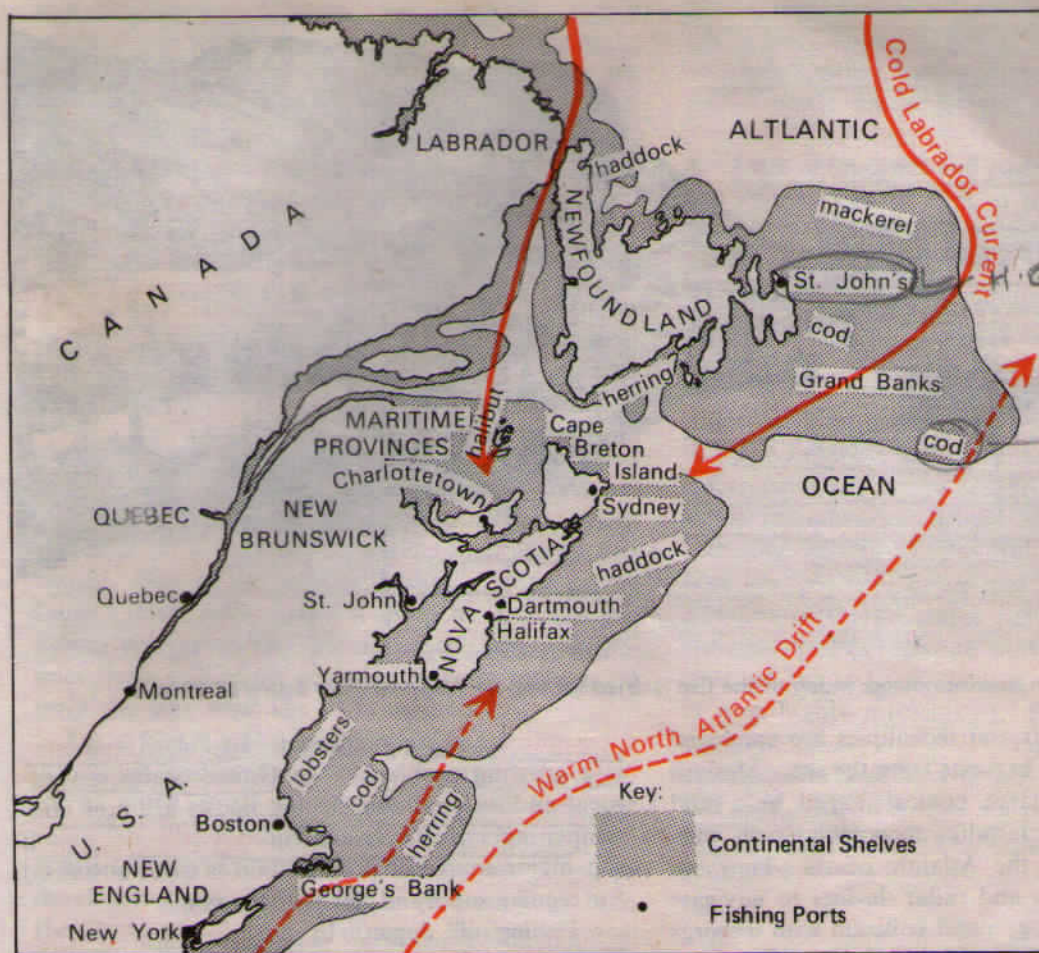 Cold Labrador Current
ALTLANTIC
LABRADOR
haddock
CANADA
mackerel
NEWFOUNDLAND
St. John's
cod
Grand Banks
herring
cod
MARITIME
PROVINCES
halibut
Cape
Breton
Island
OCEAN
Charlottetown
Sydney
QUEBEC
NEW
BRUNSWICK
haddock
NOVA SCOTIA
Quebec
St. John
Dartmouth
Halifax
Yarmouth
Montreal
Warm North Atlantic Drift
lobsters
cod
Key:
U.S.A.
Boston
herring
Continental Shelves
NEW
ENGLAND
George's Bank
Fishing Ports
New York